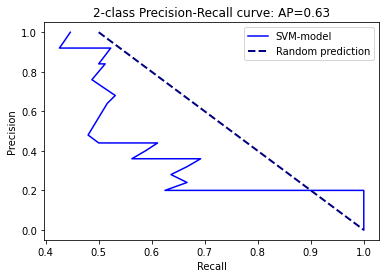 2-class Precision-Recall curve: AP=0.63
SVM-model
Random prediction
Precision
1.0
0.8
0.6
0.4
0.2
0.0
0.4
0.5
0.6
0.7
0.8
0.9
1.0
Recall